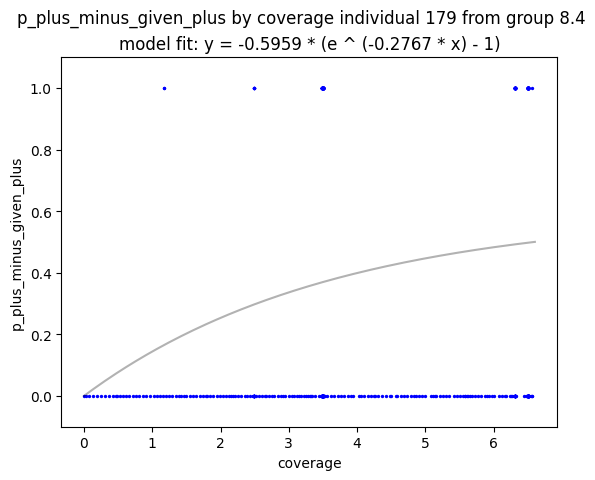 p_plus_minus_given_plus by coverage individual 179 from group 8.4
model fit: y = -0.5959 * (e ^ (-0.2767 * x) - 1)
1.0
0.8
0.6
0.4
0.2
0.0
p_plus_minus_given_plus
0 1 2 3 4 5 6
coverage